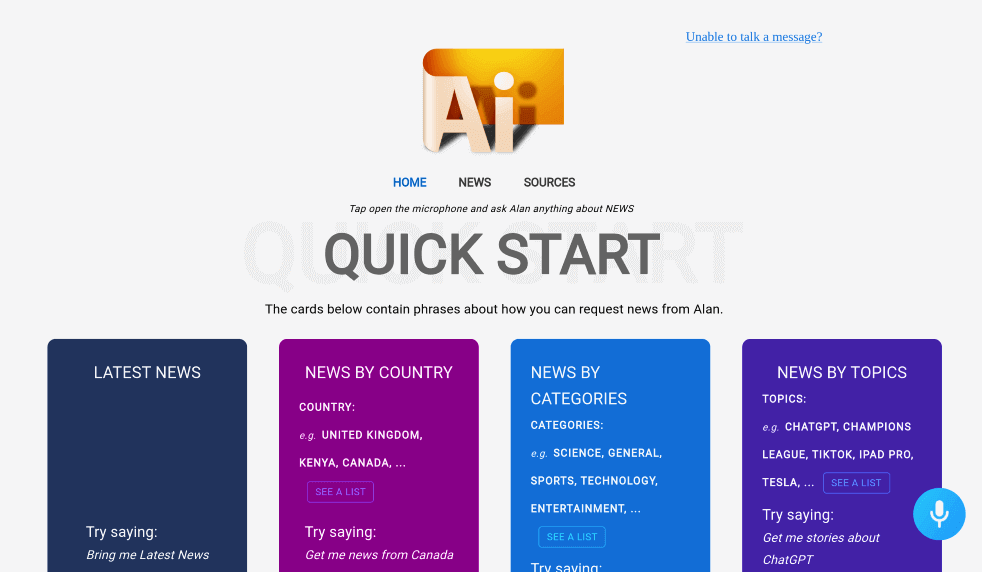 Unable to talk a message?
Ai
HOME NEWS SOURCES
Tap open the microphone and ask Alan anything about NEWS
QUICK START
QUICK START
The cards below contain phrases about how you can request news from Alan.
LATEST NEWS
Try saying:
Bring me Latest News
NEWS BY COUNTRY
COUNTRY:
e.g. UNITED KINGDOM,
KENYA, CANADA, ...
SEE A LIST
Try saying:
Get me news from Canada
NEWS BY
CATEGORIES
CATEGORIES:
e.g. SCIENCE, GENERAL,
SPORTS, TECHNOLOGY,
ENTERTAINMENT, ...
SEE A LIST
Try saying:
NEWS BY TOPICS
TOPICS:
e.g. CHATGPT, CHAMPIONS
LEAGUE, TIKTOK, IPAD PRO,
TESLA, ... SEE A LIST
Try saying:
Get me stories about
ChatGPT